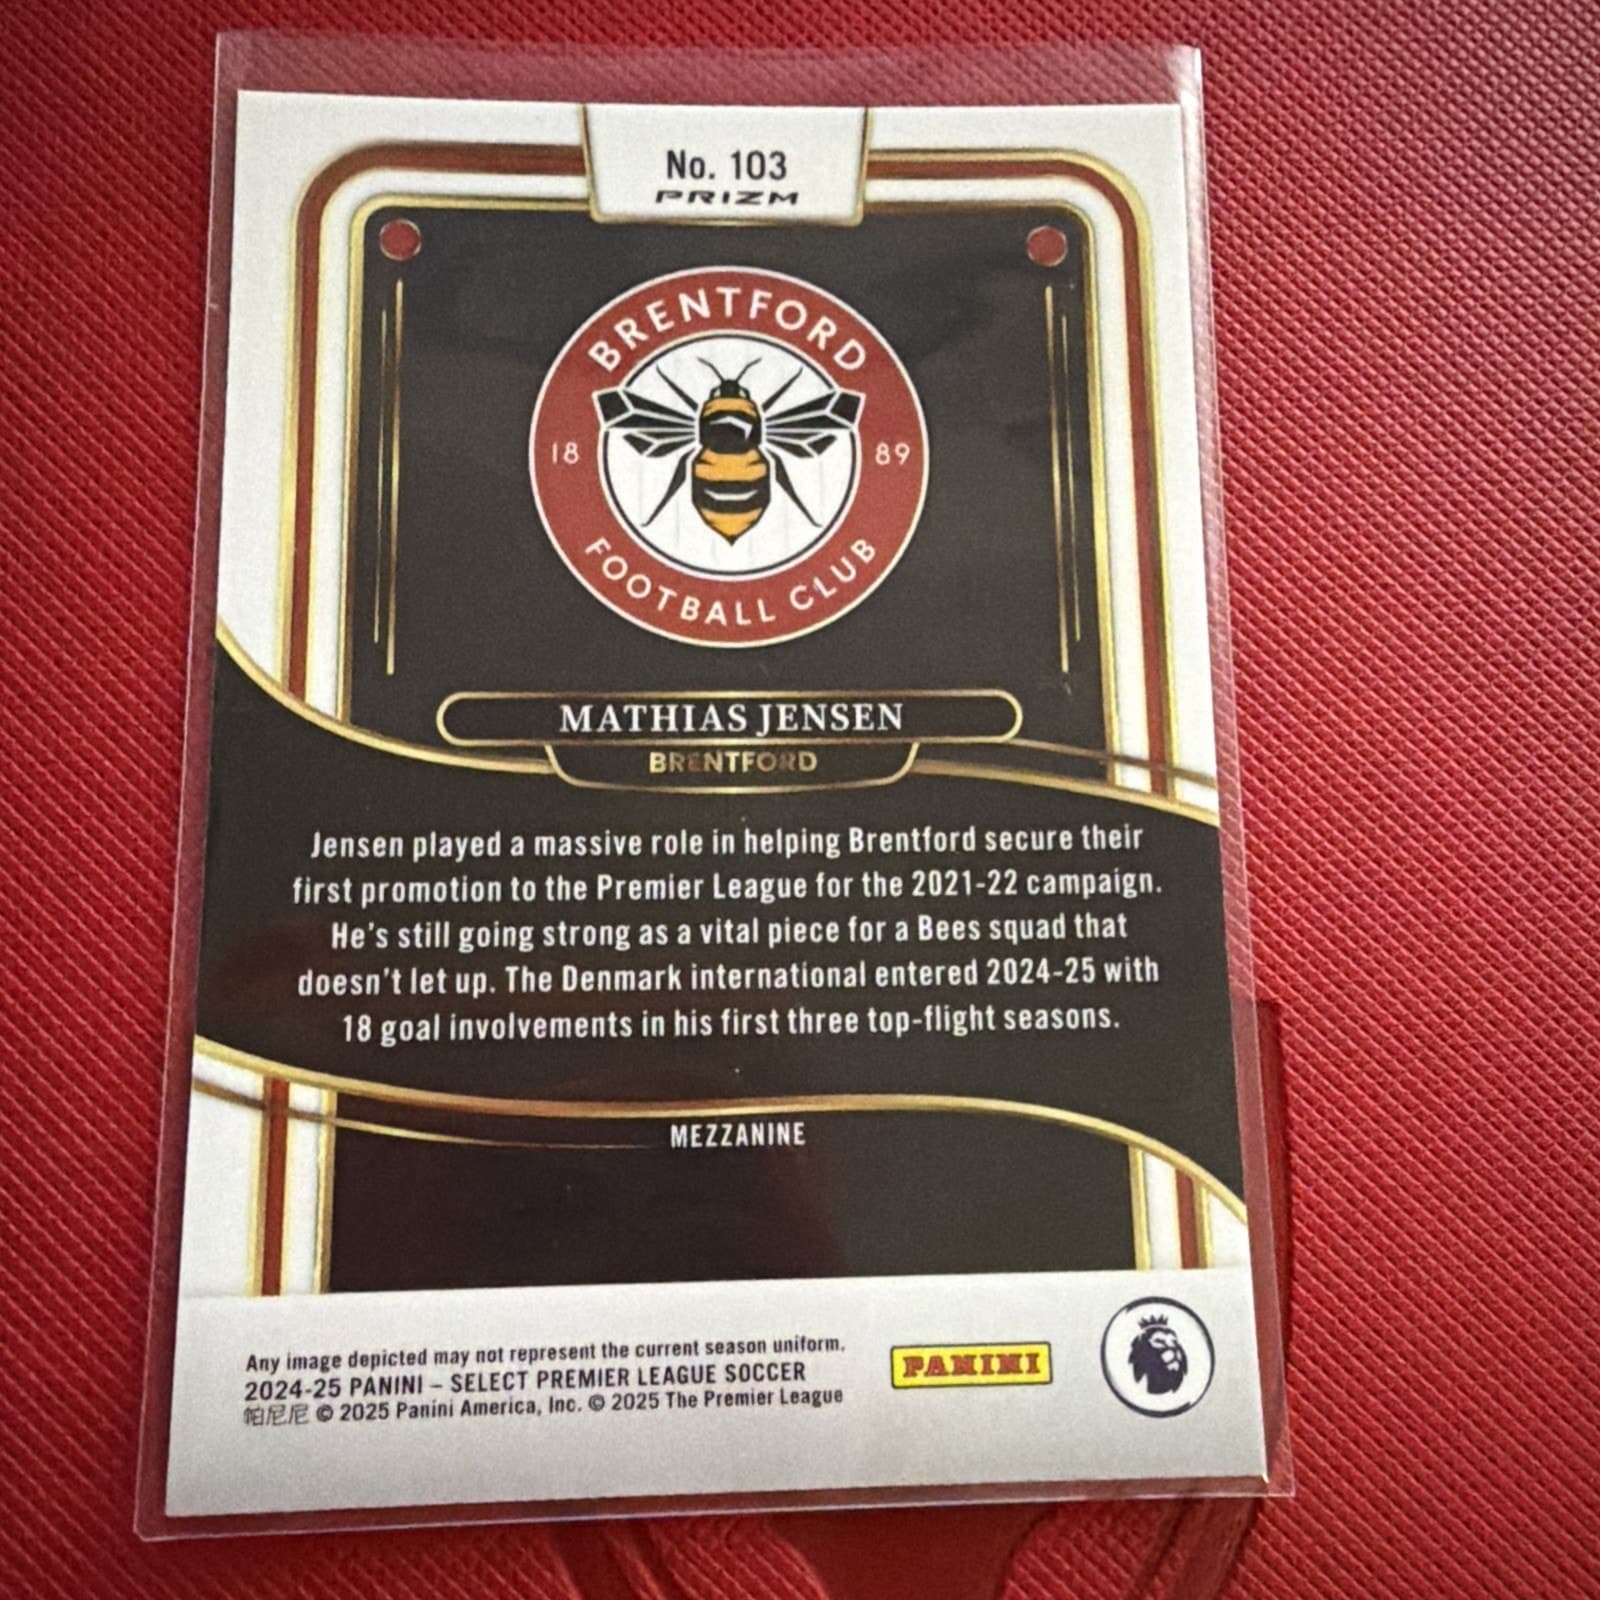 No. 103
PRIZM
BRENTFORD
18 89
FOOTBALL CLUB
MATHIAS JENSEN
BRENTFORD
Jensen played a massive role in helping Brentford secure their
first promotion to the Premier League for the 2021-22 campaign.
He's still going strong as a vital piece for a Bees squad that
doesn't let up. The Denmark international entered 2024-25 with
18 goal involvements in his first three top-flight seasons.
MEZZANINE
Any image depicted may not represent the current season uniform.
2024-25 PANINI – SELECT PREMIER LEAGUE SOCCER
帕尼尼 © 2025 Panini America, Inc. © 2025 The Premier League
PANINI